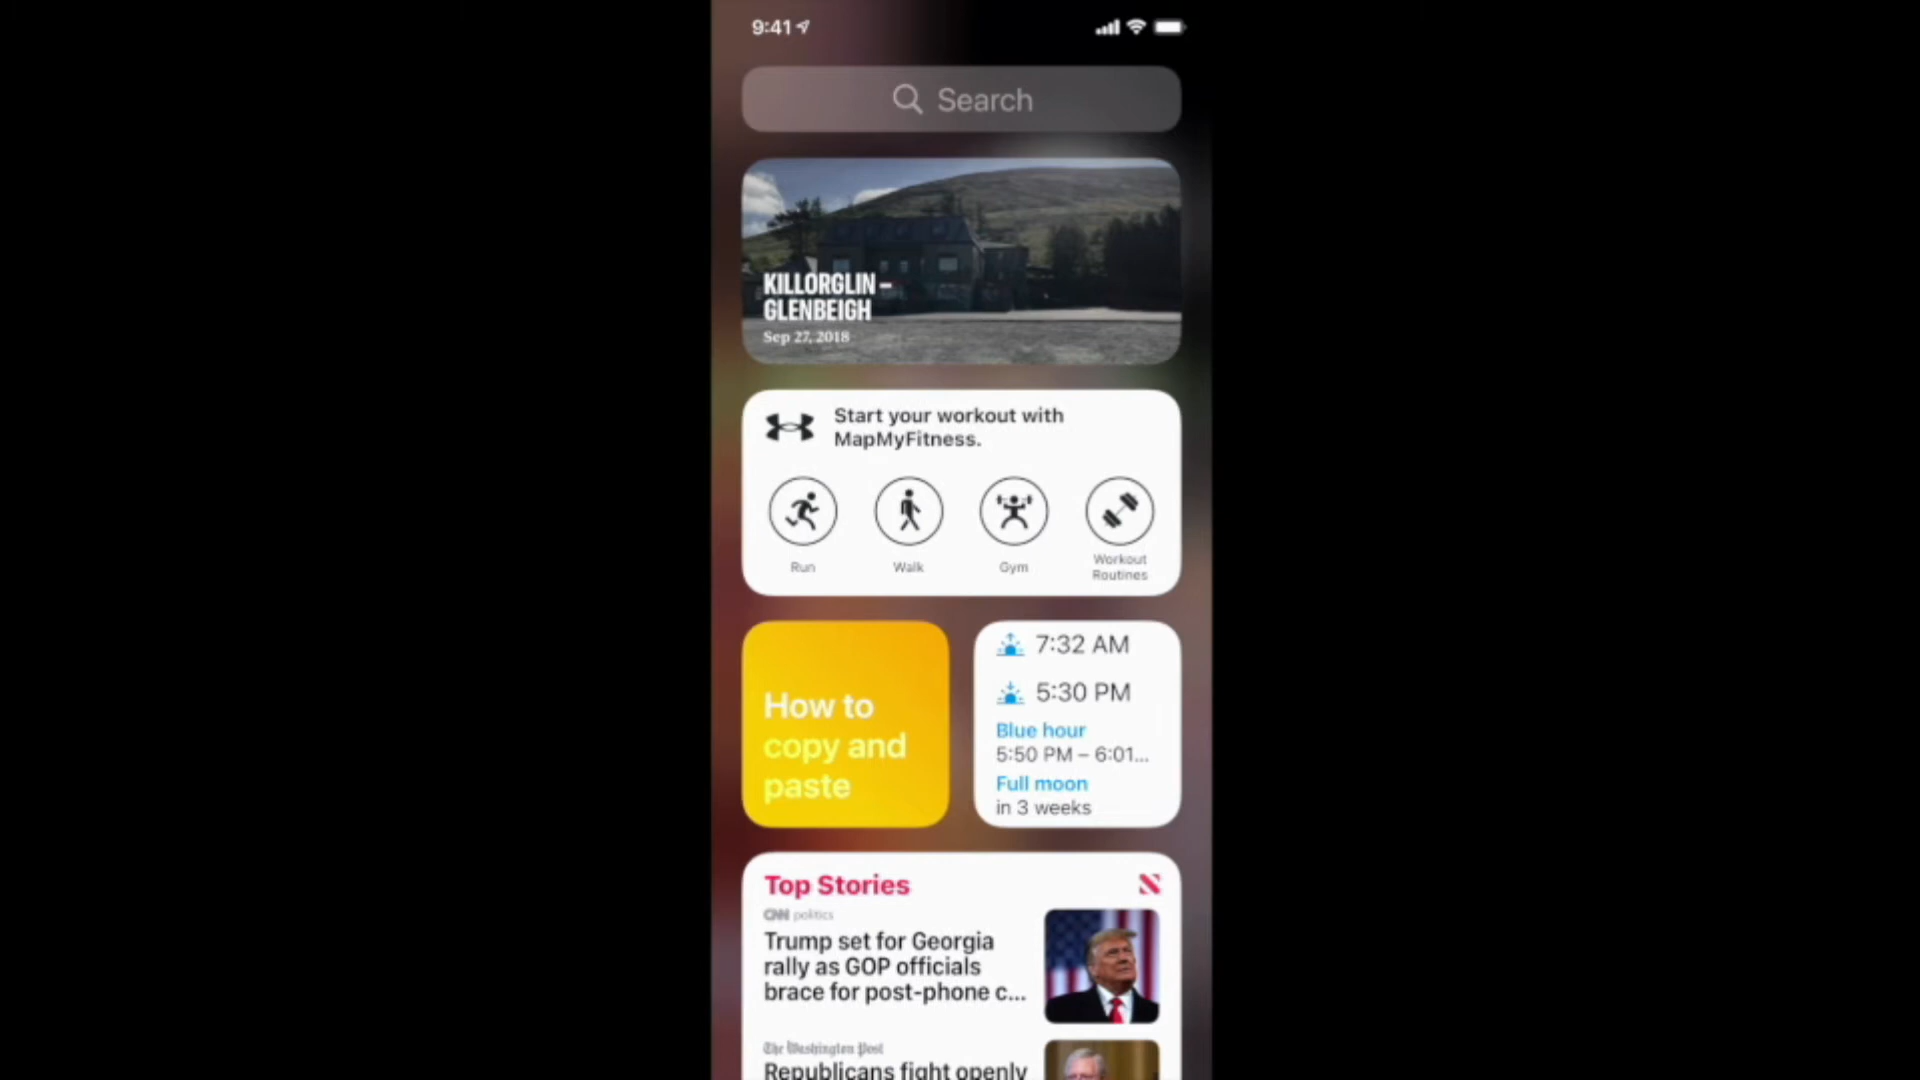 9:41
Search
KILLORGLIN –
GLENBEIGH
Sep 27, 2018
Start your workout with
MapMyFitness.
Run
Walk
Gym
Workout
Routines
How to
copy and
paste
7:32 AM
5:30 PM
Blue hour
5:50 PM – 6:01...
Full moon
in 3 weeks
Top Stories
CNN politics
Trump set for Georgia
rally as GOP officials
brace for post-phone c...
The Washington Post
Republicans fight openly